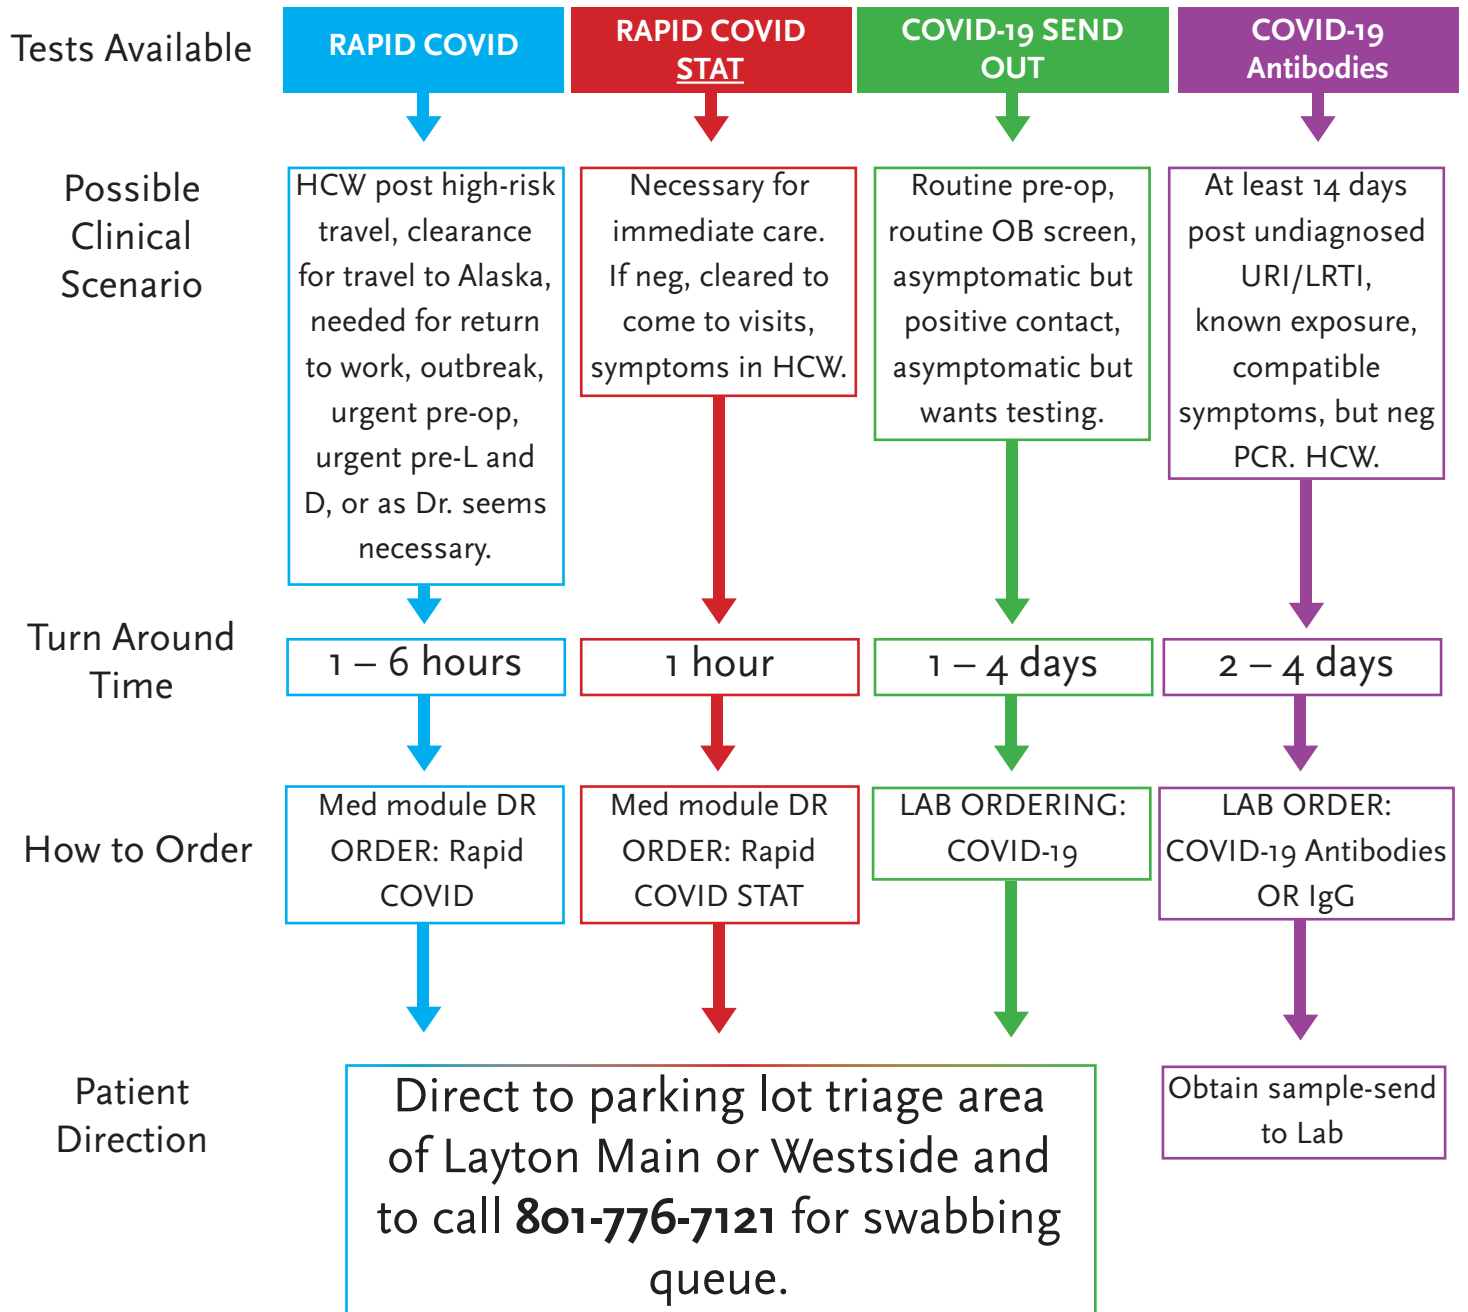 Tests Available
RAPID COVID
RAPID COVID
STAT
COVID-19 SEND
OUT
COVID-19
Antibodies
Possible
Clinical
Scenario
HCW post high-risk
travel, clearance
for travel to Alaska,
needed for return
to work, outbreak,
urgent pre-op,
urgent pre-L and
D, or as Dr. seems
necessary.
Necessary for
immediate care.
If neg, cleared to
come to visits,
symptoms in HCW.
Routine pre-op,
routine OB screen,
asymptomatic but
positive contact,
asymptomatic but
wants testing.
At least 14 days
post undiagnosed
URI/LRTI,
known exposure,
compatible
symptoms, but neg
PCR. HCW.
Turn Around
Time
1 – 6 hours
1 hour
1 – 4 days
2 – 4 days
How to Order
Med module DR
ORDER: Rapid
COVID
Med module DR
ORDER: Rapid
COVID STAT
LAB ORDERING:
COVID-19
LAB ORDER:
COVID-19 Antibodies
OR IgG
Patient
Direction
Direct to parking lot triage area
of Layton Main or Westside and
to call 801-776-7121 for swabbing
queue.
Obtain sample-send
to Lab